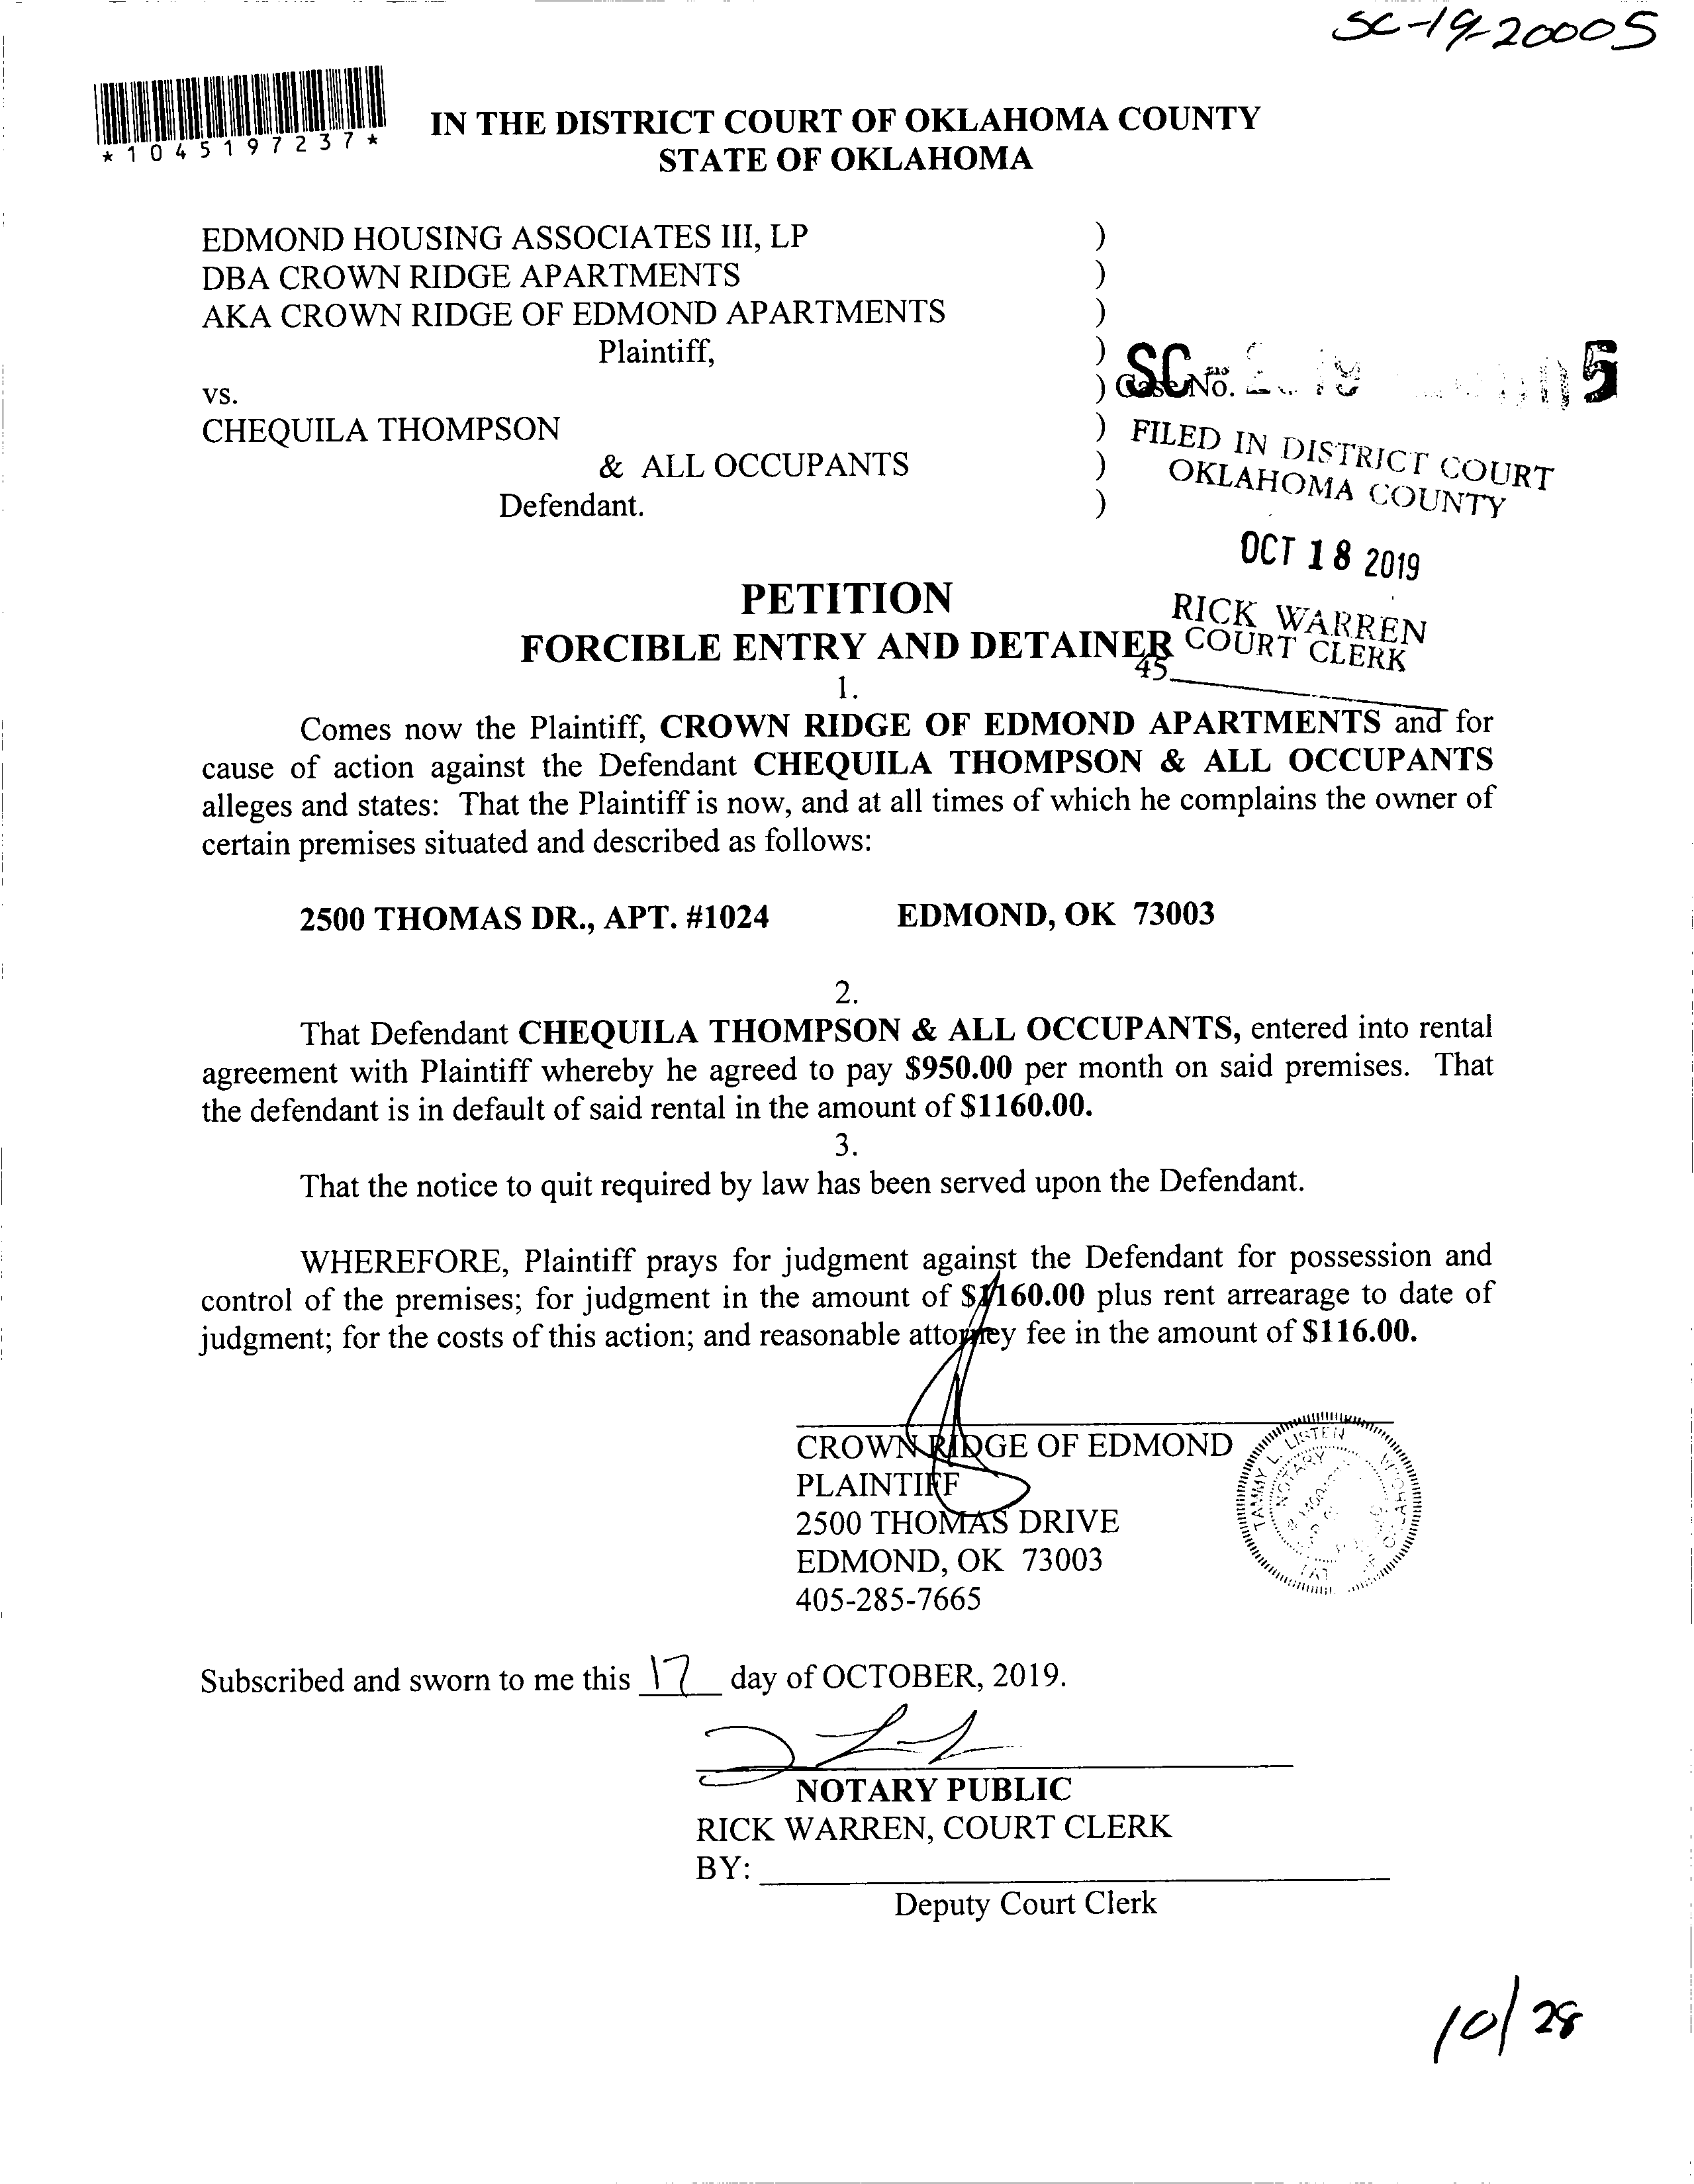 SC-19-20005
*1045197237*
IN THE DISTRICT COURT OF OKLAHOMA COUNTY
STATE OF OKLAHOMA
EDMOND HOUSING ASSOCIATES III, LP )
DBA CROWN RIDGE APARTMENTS )
AKA CROWN RIDGE OF EDMOND APARTMENTS )
Plaintiff, )
vs. ) Case No. SC
CHEQUILA THOMPSON )
& ALL OCCUPANTS )
Defendant. )
FILED IN DISTRICT COURT
OKLAHOMA COUNTY
OCT 18 2019
RICK WARREN
COURT CLERK
45
PETITION
FORCIBLE ENTRY AND DETAINER
1.
Comes now the Plaintiff, CROWN RIDGE OF EDMOND APARTMENTS and for
cause of action against the Defendant CHEQUILA THOMPSON & ALL OCCUPANTS
alleges and states: That the Plaintiff is now, and at all times of which he complains the owner of
certain premises situated and described as follows:
2500 THOMAS DR., APT. #1024 EDMOND, OK 73003
2.
That Defendant CHEQUILA THOMPSON & ALL OCCUPANTS, entered into rental
agreement with Plaintiff whereby he agreed to pay $950.00 per month on said premises. That
the defendant is in default of said rental in the amount of $1160.00.
3.
That the notice to quit required by law has been served upon the Defendant.
WHEREFORE, Plaintiff prays for judgment against the Defendant for possession and
control of the premises; for judgment in the amount of $1160.00 plus rent arrearage to date of
judgment; for the costs of this action; and reasonable attorney fee in the amount of $116.00.
CROWN RIDGE OF EDMOND
PLAINTIFF
2500 THOMAS DRIVE
EDMOND, OK 73003
405-285-7665
TAMMY L. LISTEN
NOTARY
Subscribed and sworn to me this 17 day of OCTOBER, 2019.
NOTARY PUBLIC
RICK WARREN, COURT CLERK
BY:
Deputy Court Clerk
10/28